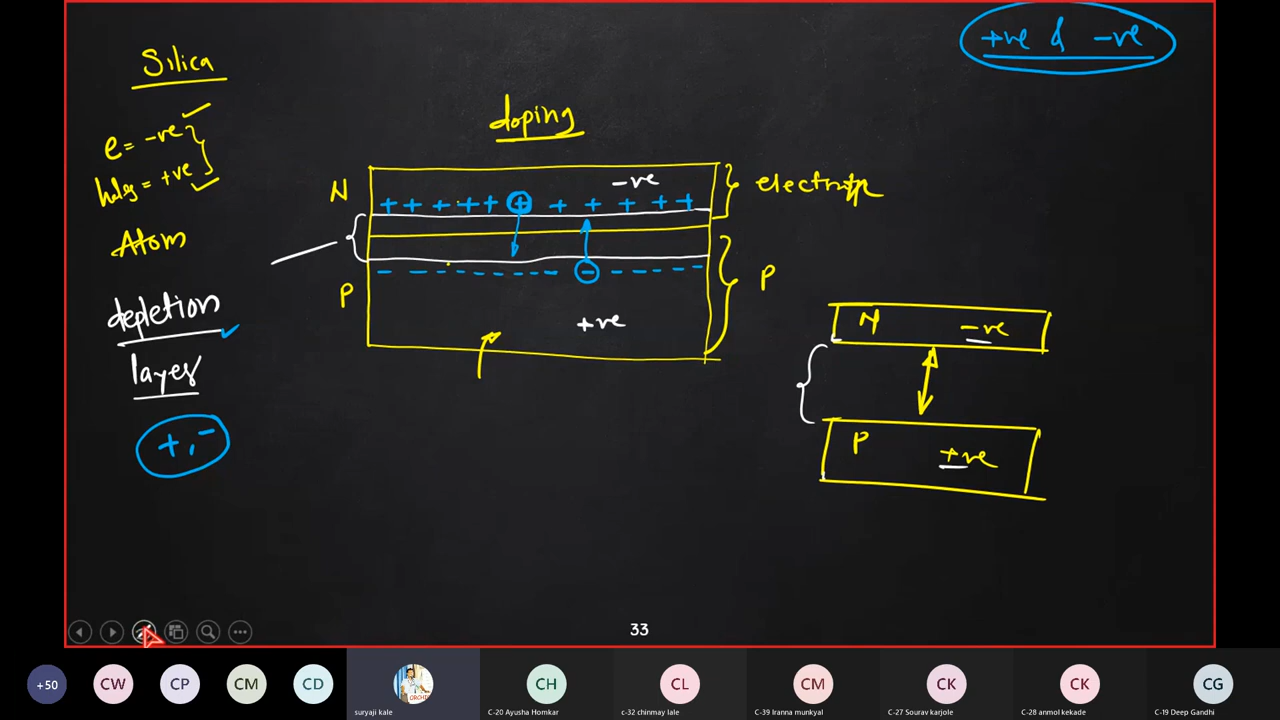 +ve & -ve
Silica
e = -ve
holes = +ve
Atom
depletion
layer
+, -
doping
N
-ve
+ + + + + + + + + + +
P
- - - - - - - - - - - - - - - - -
+ve
P
N -ve
P +ve
33
+50
CW
CP
CM
CD
ORCHID
suryaji kale
CH
C-20 Ayusha Homkar
CL
c-32 chinmay lale
CM
C-39 Iranna munkyal
CK
C-27 Sourav karjole
CK
C-28 anmol kekade
CG
C-19 Deep Gandhi